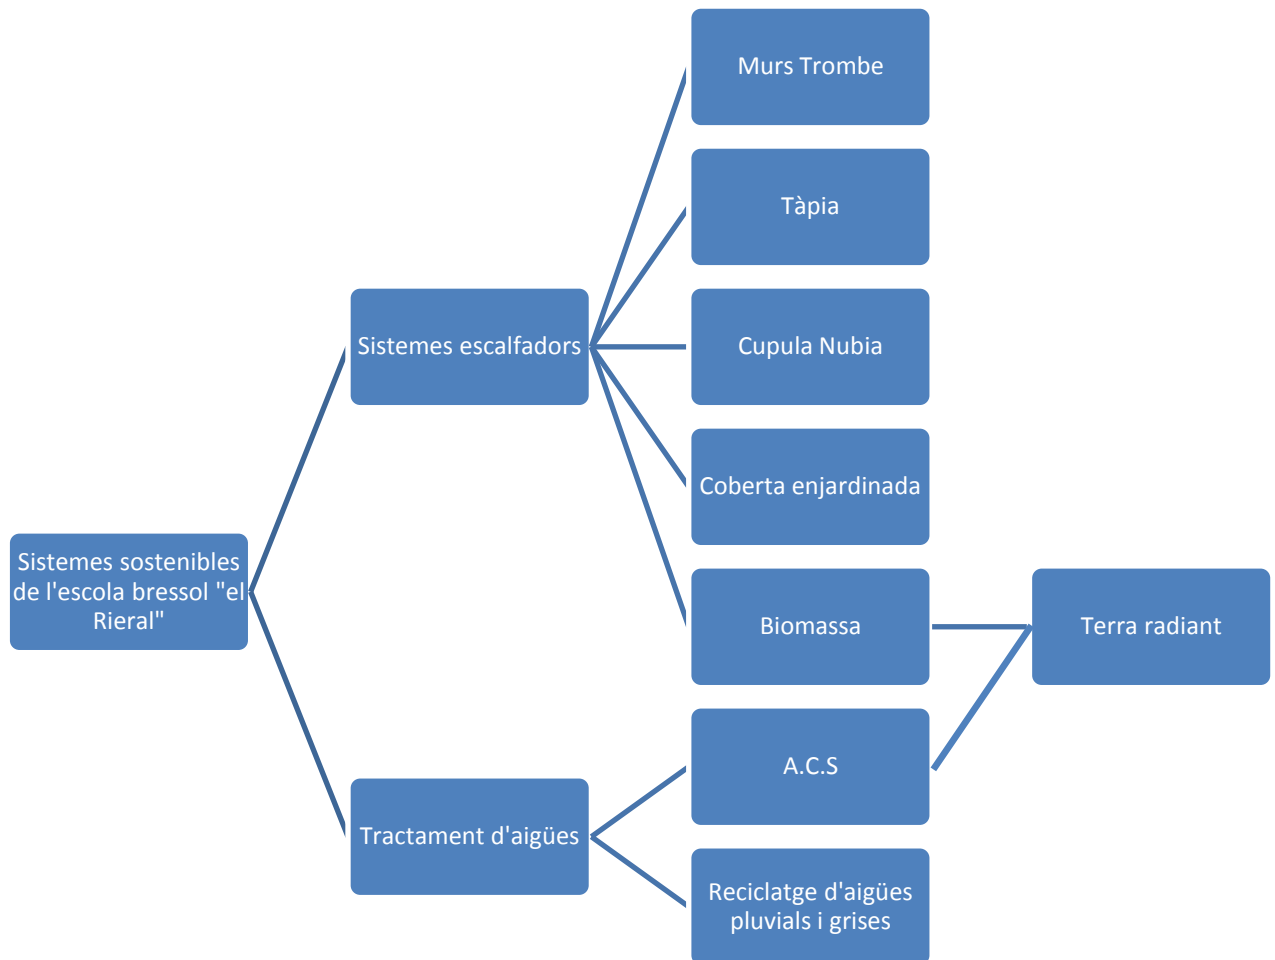 Murs Trombe
Tàpia
Sistemes escalfadors
Cupula Nubia
Coberta enjardinada
Sistemes sostenibles
de l'escola bressol "el
Rieral"
Biomassa
Terra radiant
A.C.S
Tractament d'aigües
Reciclatge d'aigües
pluvials i grises